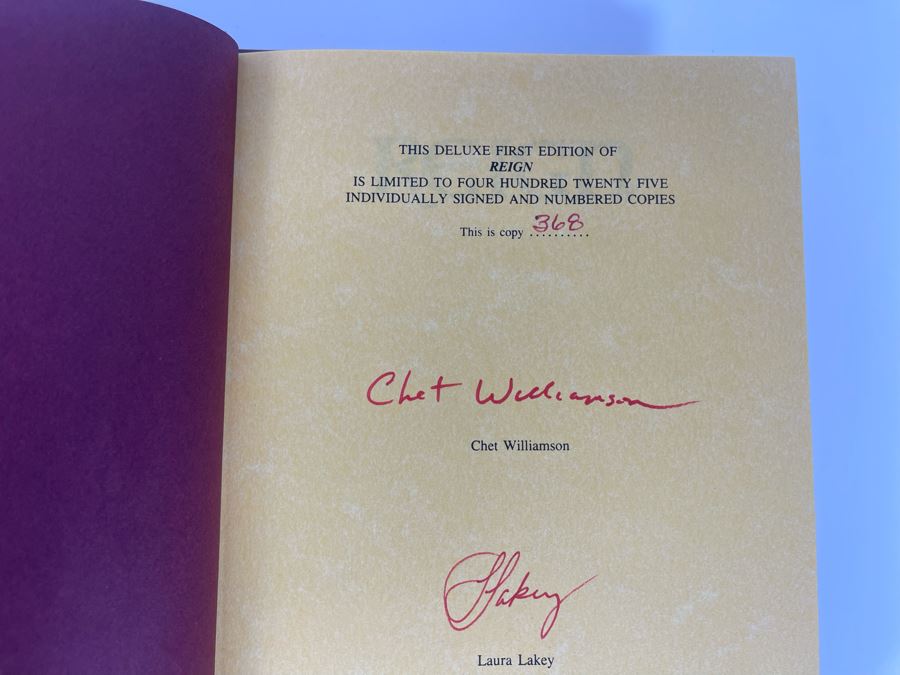 THIS DELUXE FIRST EDITION OF
REIGN
IS LIMITED TO FOUR HUNDRED TWENTY FIVE
INDIVIDUALLY SIGNED AND NUMBERED COPIES
This is copy 368
Chet Williamson
Chet Williamson
LLakey
Laura Lakey